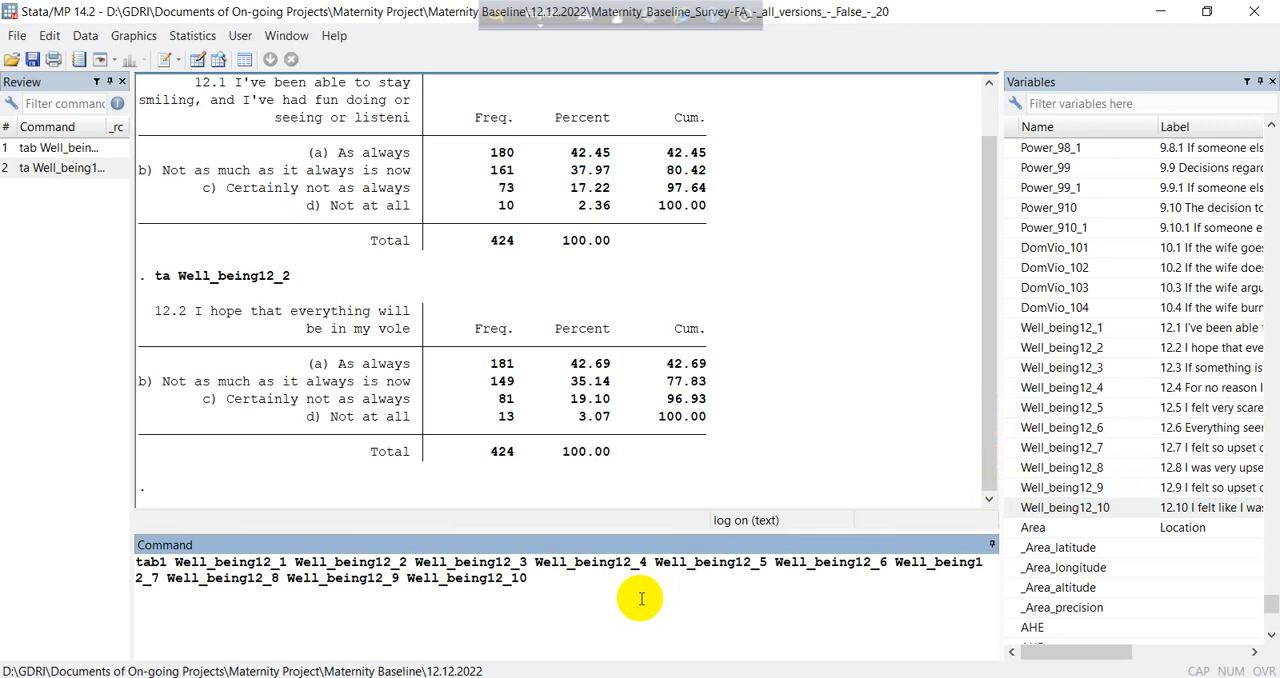 Stata/MP 14.2 - D:\GDRI\Documents of On-going Projects\Maternity Project\Maternity Baseline\12.12.2022\Maternity_Baseline_Survey-FA_-_all_versions_-_False_-_20
File Edit Data Graphics Statistics User Window Help
Review
Filter command
# Command _rc
1 tab Well_bein...
2 ta Well_being1...
12.1 I've been able to stay
smiling, and I've had fun doing or
seeing or listeni Freq. Percent Cum.
(a) As always 180 42.45 42.45
b) Not as much as it always is now 161 37.97 80.42
c) Certainly not as always 73 17.22 97.64
d) Not at all 10 2.36 100.00
Total 424 100.00
. ta Well_being12_2
12.2 I hope that everything will
be in my vole Freq. Percent Cum.
(a) As always 181 42.69 42.69
b) Not as much as it always is now 149 35.14 77.83
c) Certainly not as always 81 19.10 96.93
d) Not at all 13 3.07 100.00
Total 424 100.00
.
log on (text)
Command
tab1 Well_being12_1 Well_being12_2 Well_being12_3 Well_being12_4 Well_being12_5 Well_being12_6 Well_being1
2_7 Well_being12_8 Well_being12_9 Well_being12_10
Variables
Filter variables here
Name Label
Power_98_1 9.8.1 If someone els
Power_99 9.9 Decisions regard
Power_99_1 9.9.1 If someone els
Power_910 9.10 The decision to
Power_910_1 9.10.1 If someone e
DomVio_101 10.1 If the wife goe
DomVio_102 10.2 If the wife doe
DomVio_103 10.3 If the wife argu
DomVio_104 10.4 If the wife burn
Well_being12_1 12.1 I've been able
Well_being12_2 12.2 I hope that eve
Well_being12_3 12.3 If something is
Well_being12_4 12.4 For no reason I
Well_being12_5 12.5 I felt very scare
Well_being12_6 12.6 Everything seer
Well_being12_7 12.7 I felt so upset c
Well_being12_8 12.8 I was very upse
Well_being12_9 12.9 I felt so upset c
Well_being12_10 12.10 I felt like I wa
Area Location
_Area_latitude
_Area_longitude
_Area_altitude
_Area_precision
AHE
D:\GDRI\Documents of On-going Projects\Maternity Project\Maternity Baseline\12.12.2022
CAP NUM OVR